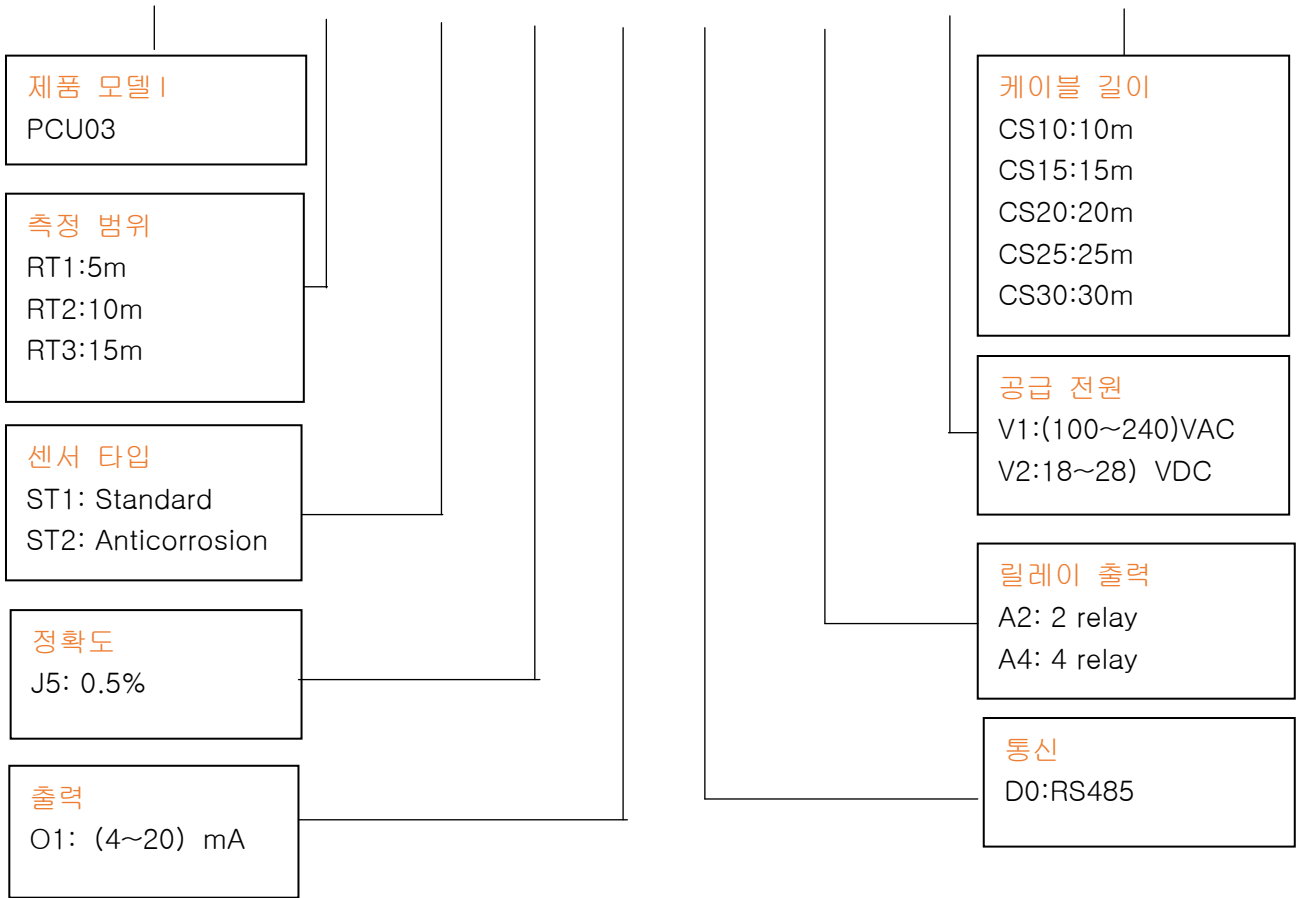 제품 모델l
PCU03
측정 범위
RT1:5m
RT2:10m
RT3:15m
센서 타입
ST1: Standard
ST2: Anticorrosion
정확도
J5: 0.5%
출력
O1: (4~20) mA
케이블 길이
CS10:10m
CS15:15m
CS20:20m
CS25:25m
CS30:30m
공급 전원
V1:(100~240)VAC
V2:18~28) VDC
릴레이 출력
A2: 2 relay
A4: 4 relay
통신
D0:RS485